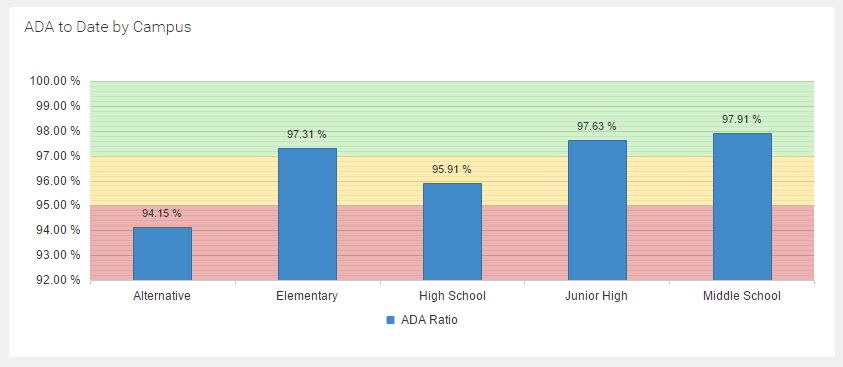 ADA to Date by Campus
100.00 %
99.00 %
98.00 %
97.00 %
96.00 %
95.00 %
94.00 %
93.00 %
92.00 %
94.15 %
97.31 %
95.91 %
97.63 %
97.91 %
Alternative
Elementary
High School
Junior High
Middle School
ADA Ratio